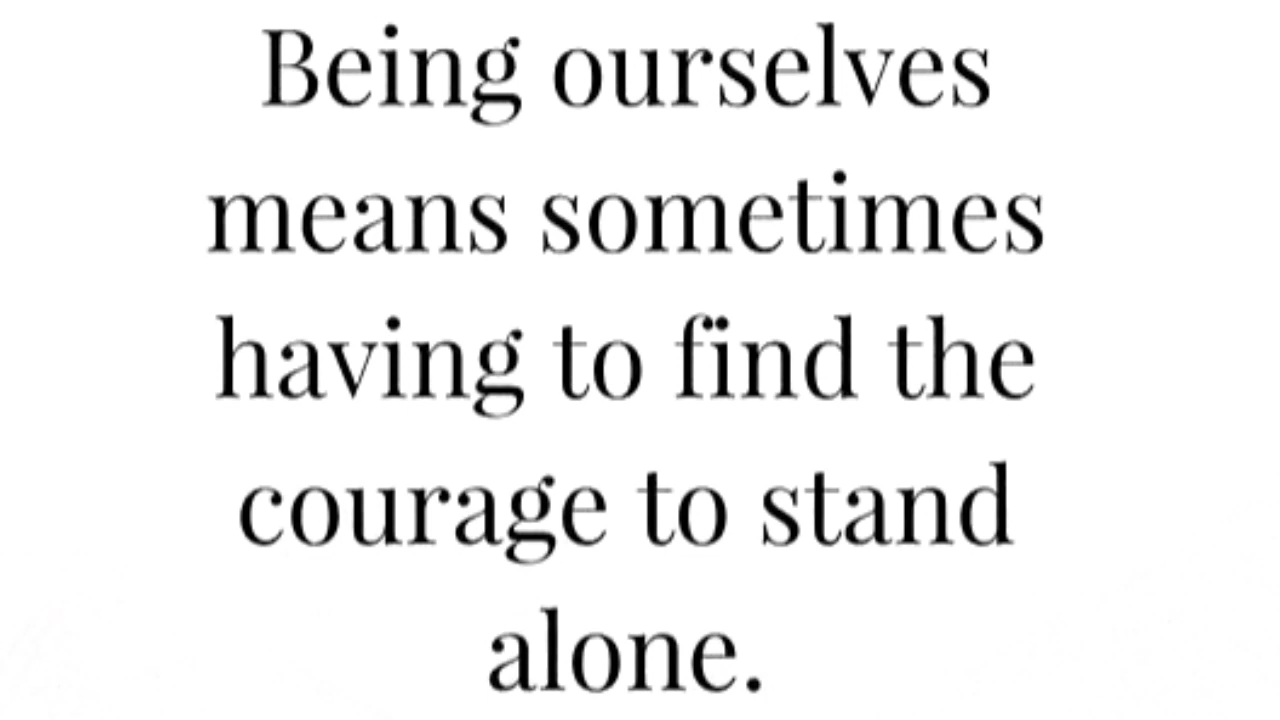 Being ourselves
means sometimes
having to find the
courage to stand
alone.